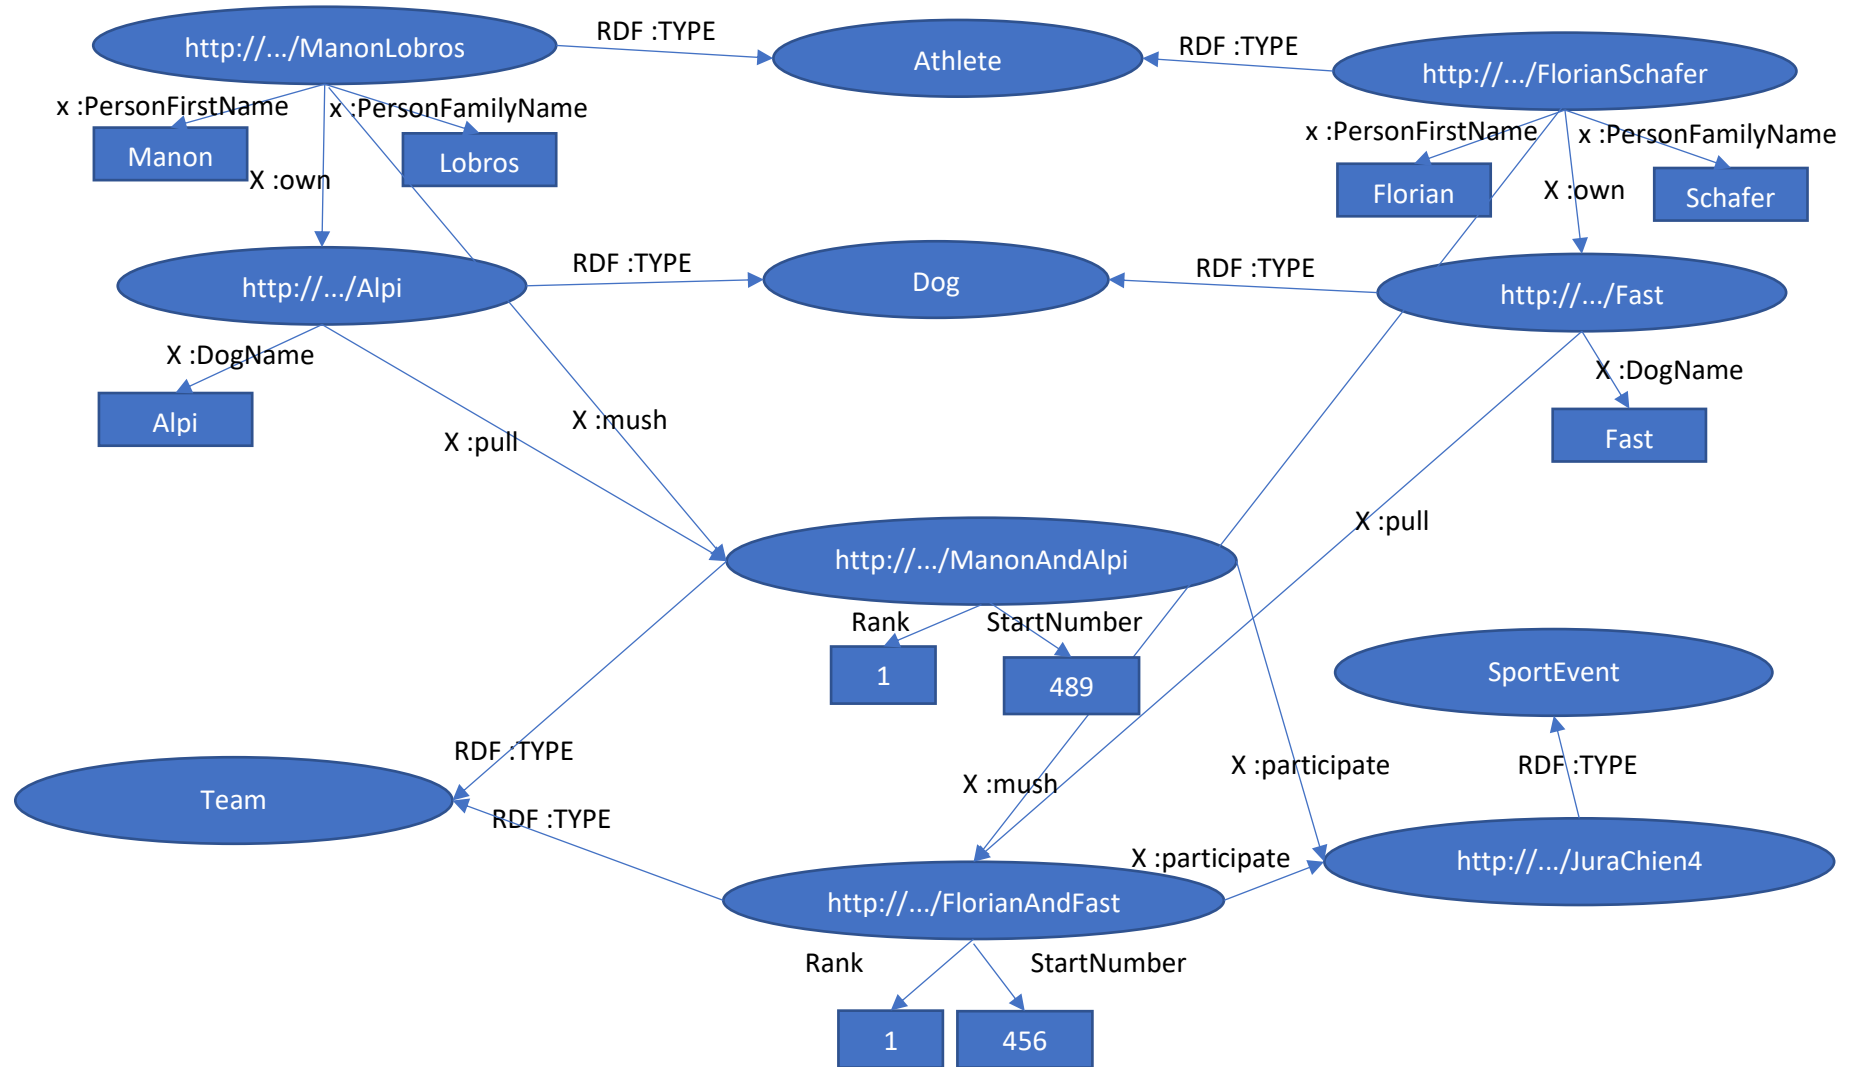 http://.../ManonLobros
RDF :TYPE
Athlete
RDF :TYPE
http://.../FlorianSchafer
x :PersonFirstName
x :PersonFamilyName
Manon
Lobros
X :own
x :PersonFirstName
x :PersonFamilyName
Florian
X :own
Schafer
http://.../Alpi
RDF :TYPE
Dog
RDF :TYPE
http://.../Fast
X :DogName
Alpi
X :pull
X :mush
X :DogName
Fast
X :pull
http://.../ManonAndAlpi
Rank
StartNumber
1
489
SportEvent
RDF :TYPE
Team
RDF :TYPE
X :mush
X :participate
RDF :TYPE
X :participate
http://.../JuraChien4
http://.../FlorianAndFast
Rank
StartNumber
1
456